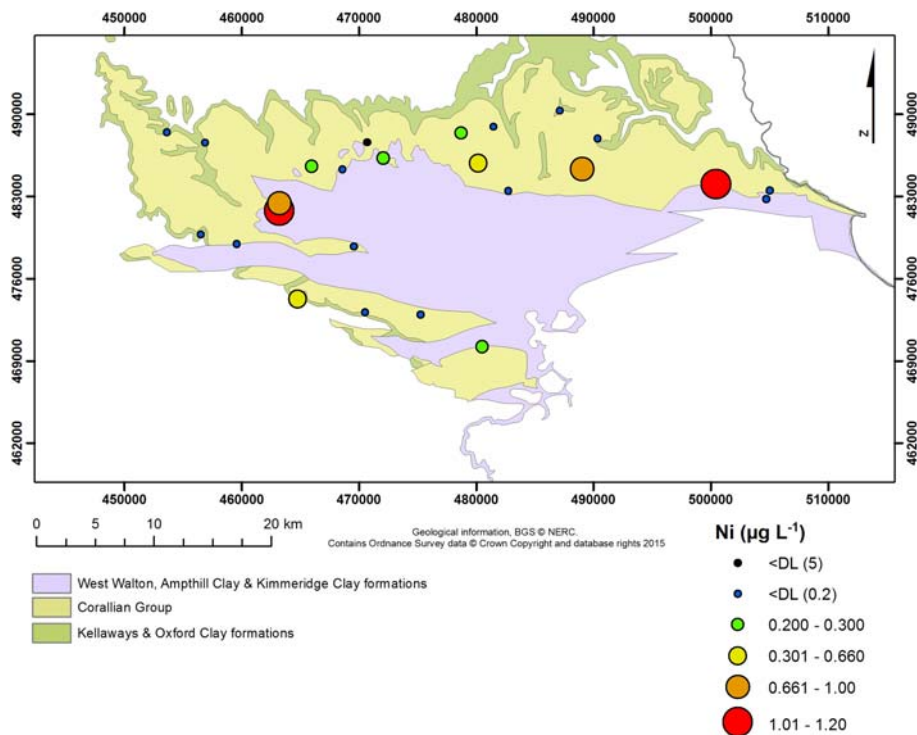 450000 460000 470000 480000 490000 500000 510000
490000 490000
483000 483000
476000 476000
469000 469000
462000 462000
N
450000 460000 470000 480000 490000 500000 510000
0 5 10 20 km
Geological information, BGS © NERC.
Contains Ordnance Survey data © Crown Copyright and database rights 2015
West Walton, Ampthill Clay & Kimmeridge Clay formations
Corallian Group
Kellaways & Oxford Clay formations
Ni (µg L⁻¹)
<DL (5)
<DL (0.2)
0.200 - 0.300
0.301 - 0.660
0.661 - 1.00
1.01 - 1.20